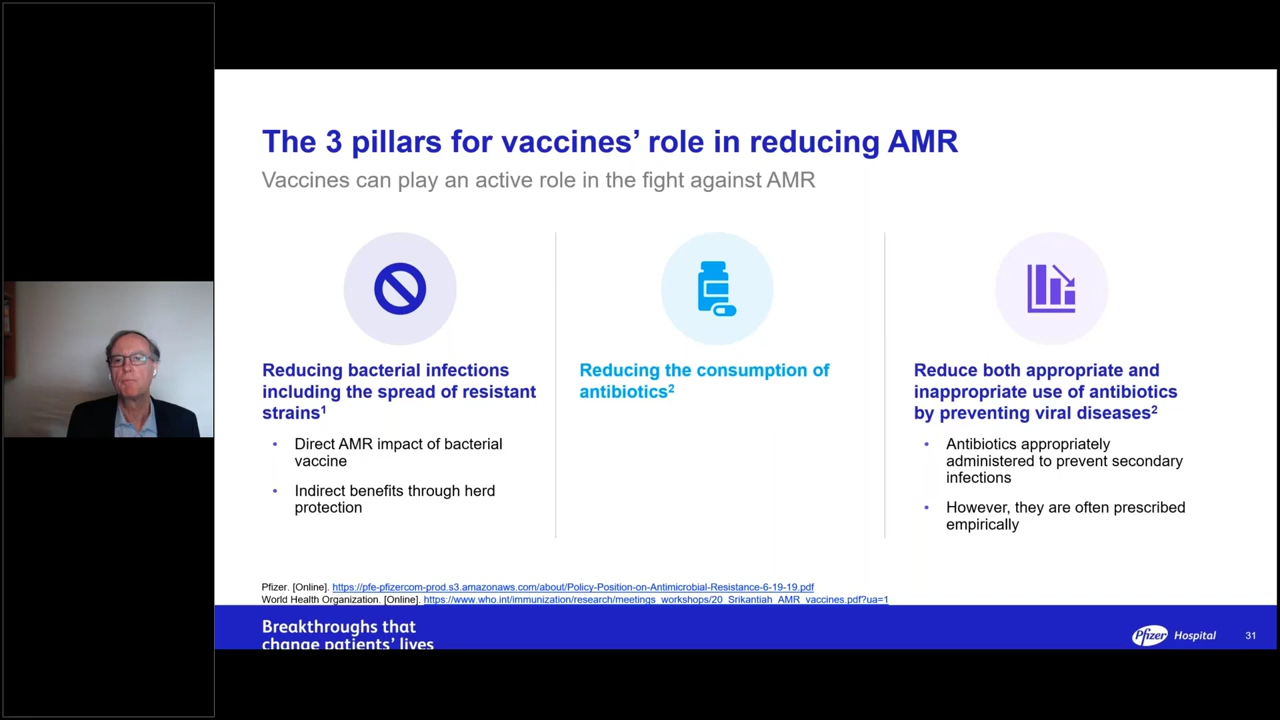 The 3 pillars for vaccines’ role in reducing AMR
Vaccines can play an active role in the fight against AMR
Reducing bacterial infections
including the spread of resistant
strains¹
• Direct AMR impact of bacterial
vaccine
• Indirect benefits through herd
protection
Reducing the consumption of
antibiotics²
Reduce both appropriate and
inappropriate use of antibiotics
by preventing viral diseases²
• Antibiotics appropriately
administered to prevent secondary
infections
• However, they are often prescribed
empirically
Pfizer. [Online]. https://pfe-pfizercom-prod.s3.amazonaws.com/about/Policy-Position-on-Antimicrobial-Resistance-6-19-19.pdf
World Health Organization. [Online]. https://www.who.int/immunization/research/meetings_workshops/20_Srikantiah_AMR_vaccines.pdf?ua=1
Breakthroughs that
change patients’ lives
Pfizer Hospital 31